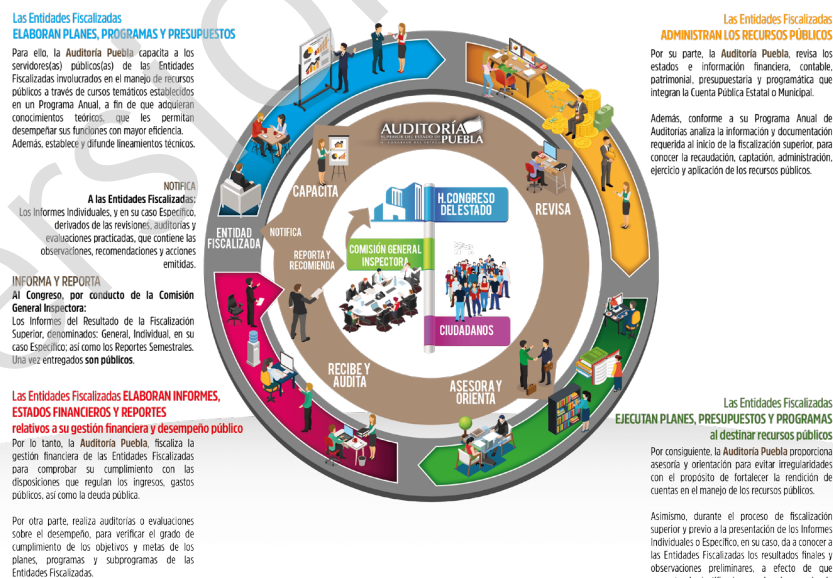 Las Entidades Fiscalizadas
ELABORAN PLANES, PROGRAMAS Y PRESUPUESTOS
Para ello, la Auditoría Puebla capacita a los
servidores(as) públicos(as) de las Entidades
Fiscalizadas involucrados en el manejo de recursos
públicos a través de cursos temáticos establecidos
en un Programa Anual, a fin de que adquieran
conocimientos teóricos, que les permitan
desempeñar sus funciones con mayor eficiencia.
Además, establece y difunde lineamientos técnicos.
NOTIFICA
A las Entidades Fiscalizadas:
Los Informes Individuales, y en su caso Específico,
derivados de las revisiones, auditorías y
evaluaciones practicadas, que contiene las
observaciones, recomendaciones y acciones
emitidas.
INFORMA Y REPORTA
Al Congreso, por conducto de la Comisión
General Inspectora:
Los Informes del Resultado de la Fiscalización
Superior, denominados: General, Individual, en su
caso Específico; así como los Reportes Semestrales.
Una vez entregados son públicos.
Las Entidades Fiscalizadas ELABORAN INFORMES,
ESTADOS FINANCIEROS Y REPORTES
relativos a su gestión financiera y desempeño público
Por lo tanto, la Auditoría Puebla, fiscaliza la
gestión financiera de las Entidades Fiscalizadas
para comprobar su cumplimiento con las
disposiciones que regulan los ingresos, gastos
públicos, así como la deuda pública.
Por otra parte, realiza auditorías o evaluaciones
sobre el desempeño, para verificar el grado de
cumplimiento de los objetivos y metas de los
planes, programas y subprogramas de las
Entidades Fiscalizadas.
AUDITORÍA
PUEBLA
CAPACITA
REVISA
H. CONGRESO
DEL ESTADO
ENTIDAD
FISCALIZADA
NOTIFICA
REPORTA Y
RECOMIENDA
COMISIÓN GENERAL
INSPECTORA
CIUDADANOS
RECIBE Y
AUDITA
ASESORA Y
ORIENTA
Las Entidades Fiscalizadas
ADMINISTRAN LOS RECURSOS PÚBLICOS
Por su parte, la Auditoría Puebla, revisa los
estados e información financiera, contable,
patrimonial, presupuestaria y programática que
integran la Cuenta Pública Estatal o Municipal.
Además, conforme a su Programa Anual de
Auditorías analiza la información y documentación
requerida al inicio de la fiscalización superior, para
conocer la recaudación, captación, administración,
ejercicio y aplicación de los recursos públicos.
Las Entidades Fiscalizadas
EJECUTAN PLANES, PRESUPUESTOS Y PROGRAMAS
al destinar recursos públicos
Por consiguiente, la Auditoría Puebla proporciona
asesoría y orientación para evitar irregularidades
con el propósito de fortalecer la rendición de
cuentas en el manejo de los recursos públicos.
Asimismo, durante el proceso de fiscalización
superior y previo a la presentación de los Informes
Individuales o Específico, en su caso, da a conocer a
las Entidades Fiscalizadas los resultados finales y
observaciones preliminares, a efecto de que